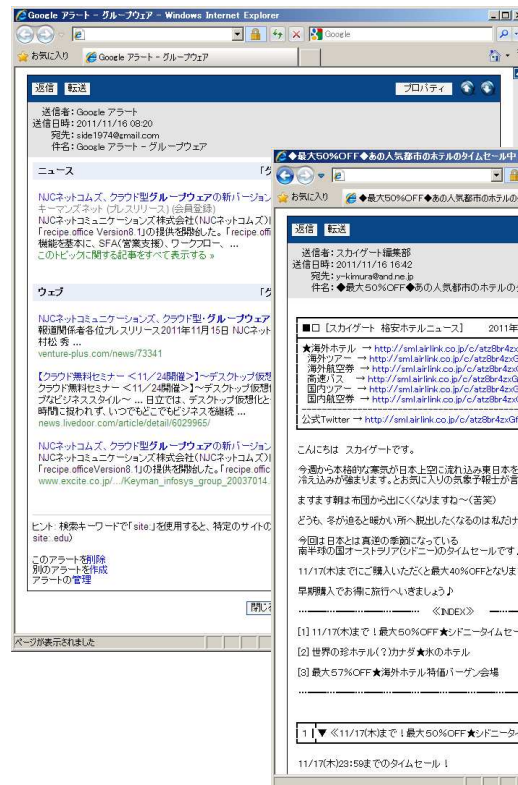 Google アラート - グループウェア - Windows Internet Explorer
Google
お気に入り
Google アラート - グループウェア
返信 転送
プロパティ
送信者: Google アラート
送信日時: 2011/11/16 08:20
宛先: side1974@gmail.com
件名: Google アラート - グループウェア
ニュース
NJCネットコムズ、クラウド型グループウェアの新バージョン
キーマンズネット (プレスリリース) (会員登録)
NJCネットコミュニケーションズ株式会社(NJCネットコムズ)
「recipe.office Version8.1」の提供を開始した。「recipe.off
機能を基本に、SFA(営業支援)、ワークフロー、 ...
このトピックに関する記事をすべて表示する »
ウェブ
NJCネットコミュニケーションズ、クラウド型・グループウェア
報道関係者各位プレスリリース2011年11月15日 NJCネット
村松 秀 ...
venture-plus.com/news/73341
【クラウド無料セミナー <11/24開催>】~デスクトップ仮想
クラウド無料セミナー <11/24開催>】~デスクトップ仮想
プなビジネススタイル~ ... 日立では、デスクトップ仮想化と
時間に捉われず、いつでもどこでもビジネスを継続 ...
news.livedoor.com/article/detail/6029965/
NJCネットコムズ、クラウド型グループウェアの新バージョン
NJCネットコミュニケーションズ株式会社(NJCネットコムズ)
「recipe.officeVersion8.1」の提供を開始した。「recipe.offic
www.excite.co.jp/.../Keyman_infosys_20037014.
ヒント: 検索キーワードで「site:」を使用すると、特定のサイトの
site:.edu)
このアラートを削除
別のアラートを作成
アラートの管理
閉じ
ページが表示されました
◆最大50%OFF◆あの人気都市のホテルのタイムセール中
お気に入り
◆最大50%OFF◆あの人気都市のホテルの
返信 転送
送信者: スカイゲート編集部
送信日時: 2011/11/16 16:42
宛先: y-kimura@and.ne.jp
件名: ◆最大50%OFF◆あの人気都市のホテルの
■□ [スカイゲート 格安ホテルニュース] 2011年
★海外ホテル → http://sml.airlink.co.jp/c/atz8br4zx
海外ツアー → http://sml.airlink.co.jp/c/atz8br4zxG
海外航空券 → http://sml.airlink.co.jp/c/atz8br4zxG
高速バス → http://sml.airlink.co.jp/c/atz8br4zxG
国内ツアー → http://sml.airlink.co.jp/c/atz8br4zxG
国内航空券 → http://sml.airlink.co.jp/c/atz8br4zxG
公式Twitter → http://sml.airlink.co.jp/c/atz8br4zxGf
こんにちは スカイゲートです。
今週から本格的な寒気が日本上空に流れ込み東日本を
冷え込みが強まります。とお気に入りの気象予報士が言
ますます朝は布団から出にくくなりますね~(苦笑)
どうも、冬が迫ると暖かい所へ脱出したくなるのは私だけ
今回は日本とは真逆の季節になっている
南半球の国オーストラリア(シドニー)のタイムセールです。
11/17(木)までにご購入いただくと最大40%OFFとなりま
早期購入でお得に旅行へいきましょう♪
≪INDEX≫
[1] 11/17(木)まで!最大50%OFF★シドニータイムセー
[2] 世界の珍ホテル(?)カナダ★氷のホテル
[3] 最大57%OFF★海外ホテル特価バーゲン会場
1 ▼ ≪11/17(木)まで!最大50%OFF★シドニータ
11/17(木)23:59までのタイムセール!